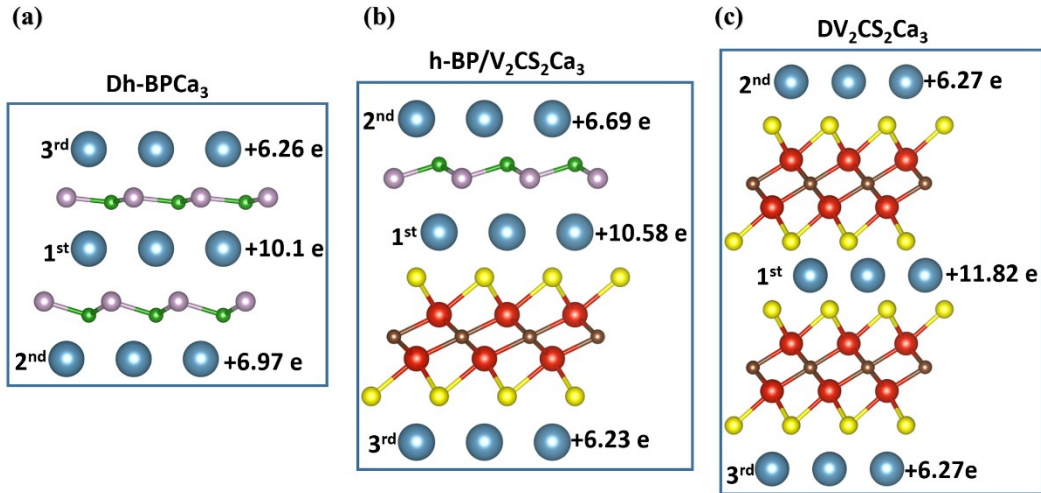 (a)
Dh-BPCa₃
3ʳᵈ +6.26 e
1ˢᵗ +10.1 e
2ⁿᵈ +6.97 e
(b)
h-BP/V₂CS₂Ca₃
2ⁿᵈ +6.69 e
1ˢᵗ +10.58 e
3ʳᵈ +6.23 e
(c)
DV₂CS₂Ca₃
2ⁿᵈ +6.27 e
1ˢᵗ +11.82 e
3ʳᵈ +6.27e